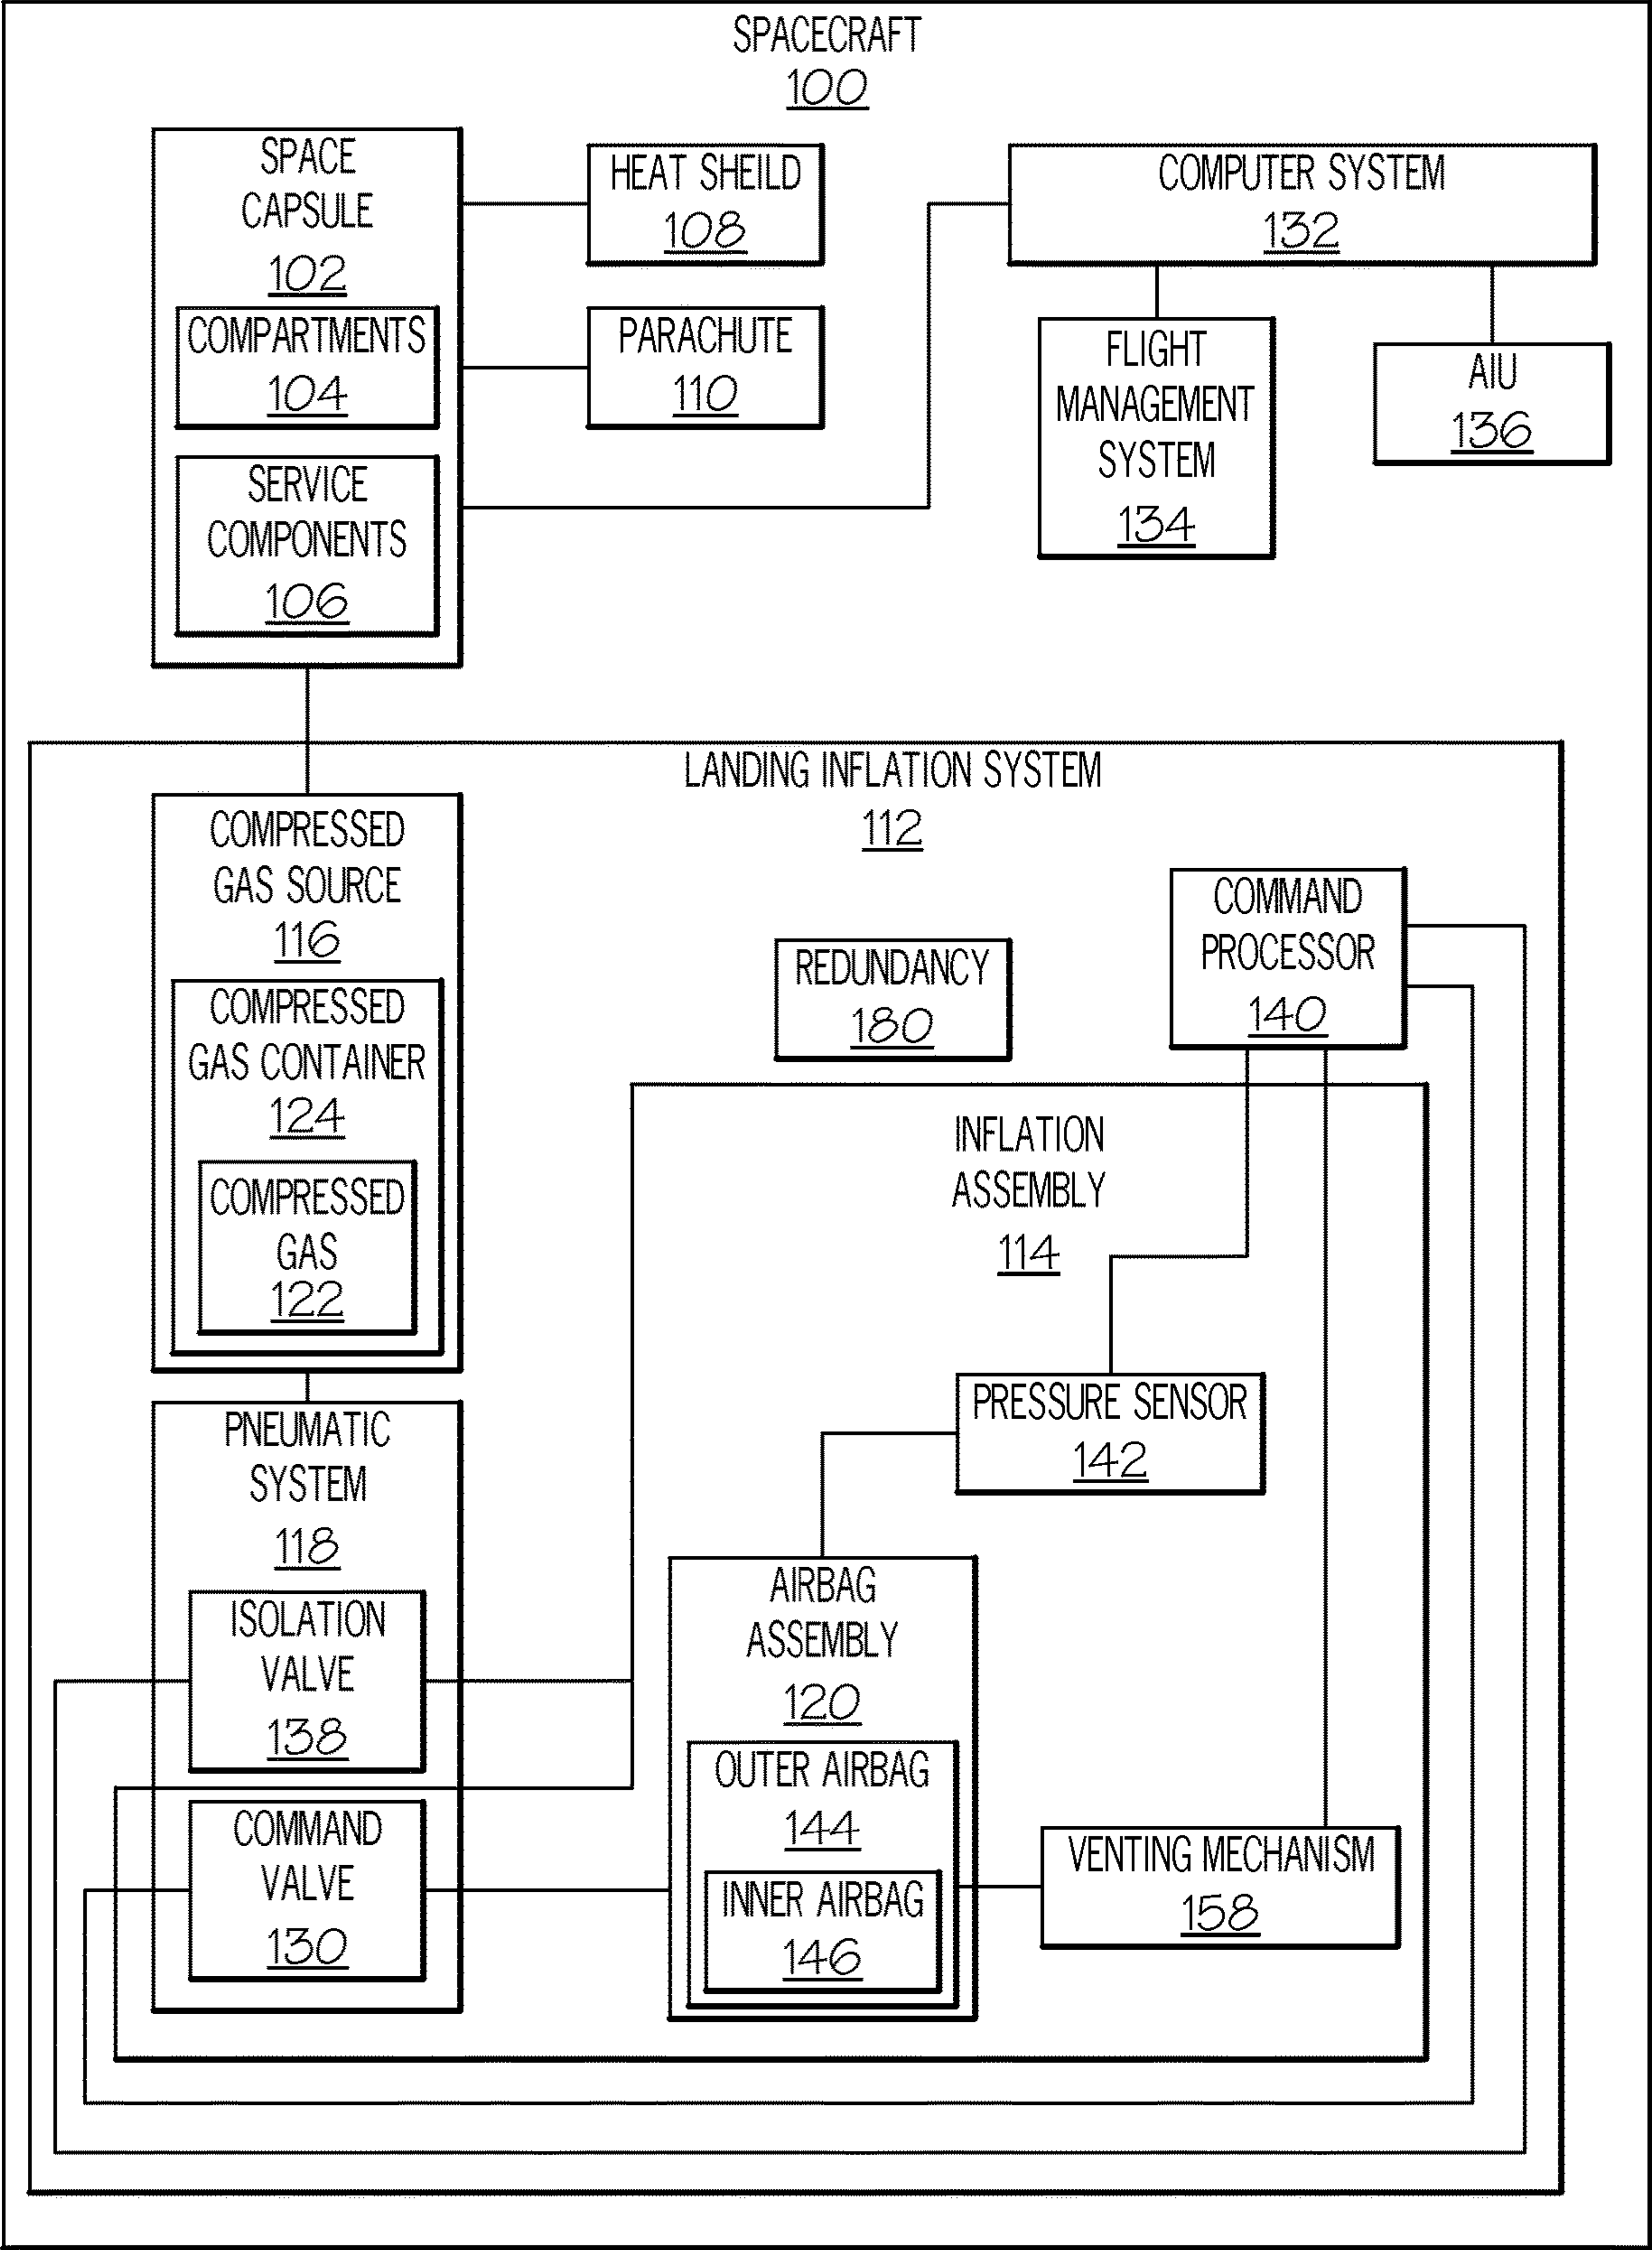 SPACECRAFT
100
SPACE
CAPSULE
102
COMPARTMENTS
104
SERVICE
COMPONENTS
106
HEAT SHEILD
108
PARACHUTE
110
COMPUTER SYSTEM
132
FLIGHT
MANAGEMENT
SYSTEM
134
AIU
136
LANDING INFLATION SYSTEM
112
COMPRESSED
GAS SOURCE
116
COMPRESSED
GAS CONTAINER
124
COMPRESSED
GAS
122
REDUNDANCY
180
COMMAND
PROCESSOR
140
INFLATION
ASSEMBLY
114
PRESSURE SENSOR
142
PNEUMATIC
SYSTEM
118
ISOLATION
VALVE
138
COMMAND
VALVE
130
AIRBAG
ASSEMBLY
120
OUTER AIRBAG
144
INNER AIRBAG
146
VENTING MECHANISM
158